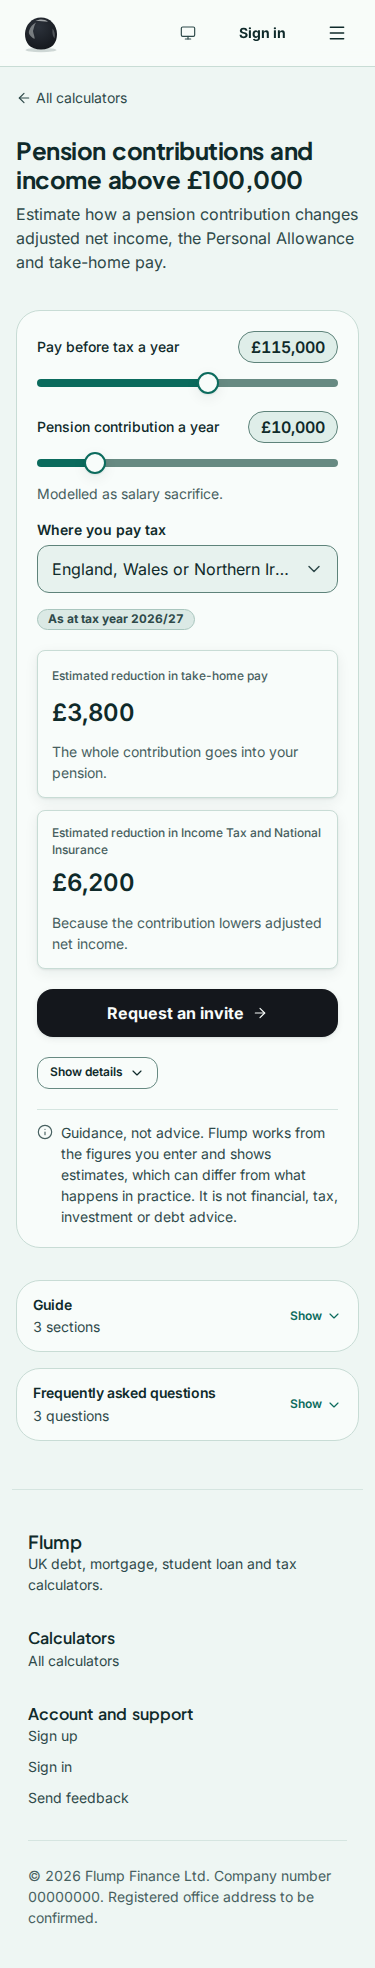 Sign in
All calculators
Pension contributions and
income above £100,000
Estimate how a pension contribution changes
adjusted net income, the Personal Allowance
and take-home pay.
Pay before tax a year
£115,000
Pension contribution a year
£10,000
Modelled as salary sacrifice.
Where you pay tax
England, Wales or Northern Ir...
As at tax year 2026/27
Estimated reduction in take-home pay
£3,800
The whole contribution goes into your
pension.
Estimated reduction in Income Tax and National
Insurance
£6,200
Because the contribution lowers adjusted
net income.
Request an invite
Show details
Guidance, not advice. Flump works from
the figures you enter and shows
estimates, which can differ from what
happens in practice. It is not financial, tax,
investment or debt advice.
Guide
3 sections
Show
Frequently asked questions
3 questions
Show
Flump
UK debt, mortgage, student loan and tax
calculators.
Calculators
All calculators
Account and support
Sign up
Sign in
Send feedback
© 2026 Flump Finance Ltd. Company number
00000000. Registered office address to be
confirmed.